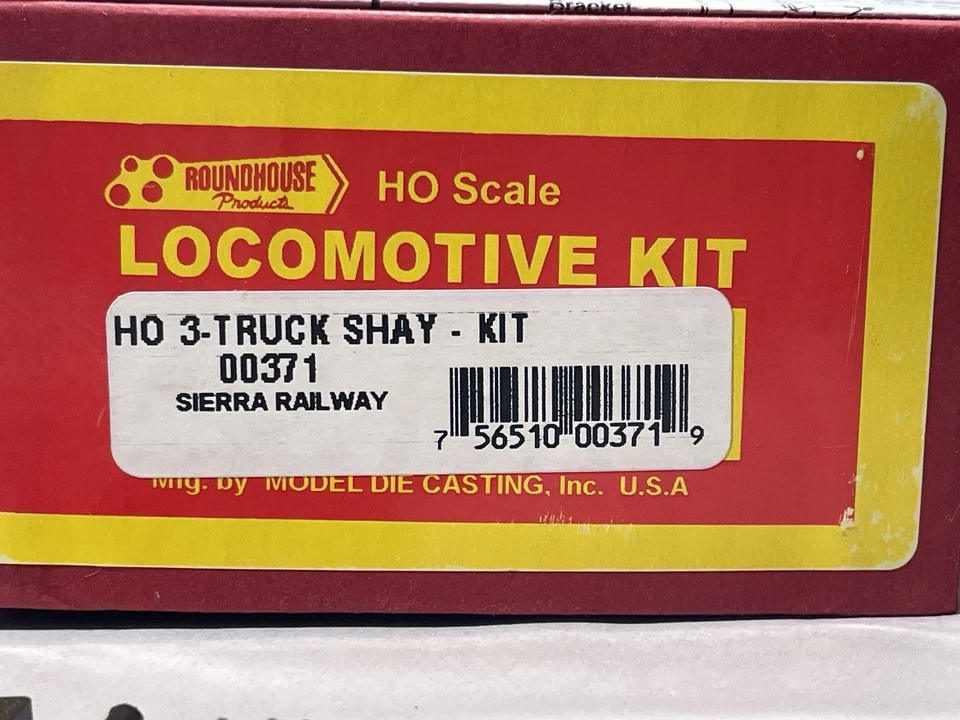 Bracket
ROUNDHOUSE
Products
HO Scale
LOCOMOTIVE KIT
HO 3-TRUCK SHAY - KIT
00371
SIERRA RAILWAY
7 56510 00371 9
Mfg. by MODEL DIE CASTING, Inc. U.S.A